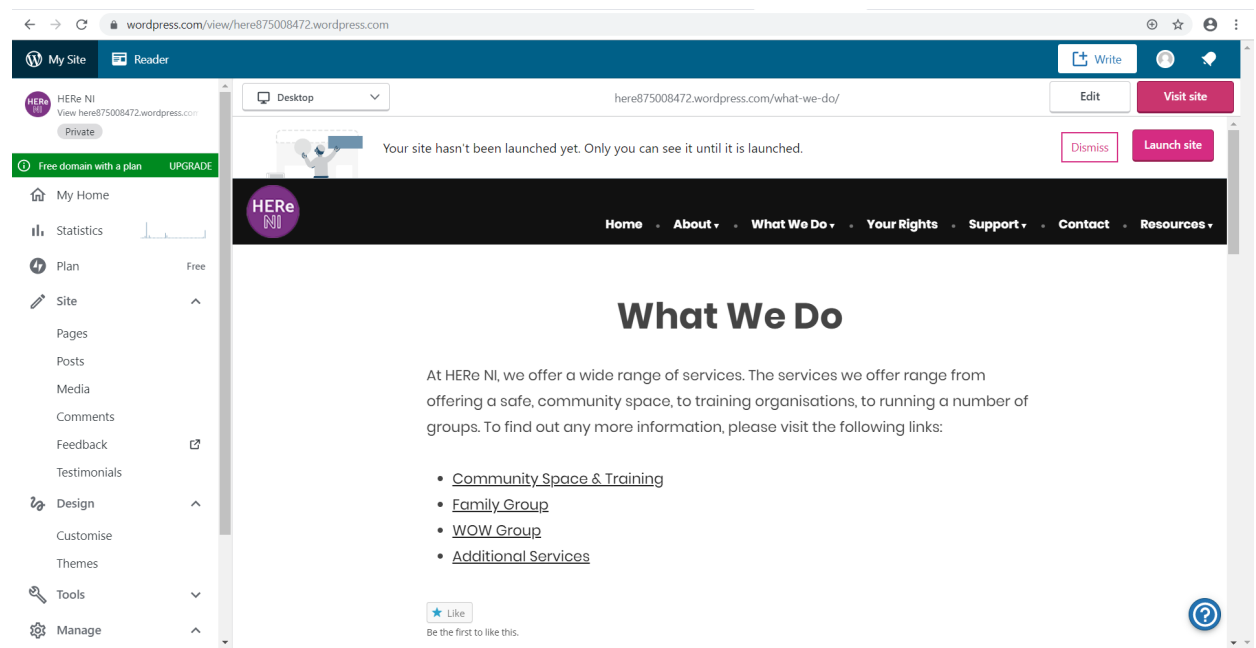 wordpress.com/view/here875008472.wordpress.com
My Site Reader Write
HERe NI
HERe NI
View here875008472.wordpress.com
Private
Free domain with a plan UPGRADE
My Home
Statistics
Plan Free
Site
Pages
Posts
Media
Comments
Feedback
Testimonials
Design
Customise
Themes
Tools
Manage
Desktop here875008472.wordpress.com/what-we-do/ Edit Visit site
Your site hasn't been launched yet. Only you can see it until it is launched. Dismiss Launch site
HERe
NI
Home About What We Do Your Rights Support Contact Resources
What We Do
At HERe NI, we offer a wide range of services. The services we offer range from
offering a safe, community space, to training organisations, to running a number of
groups. To find out any more information, please visit the following links:
Community Space & Training
Family Group
WOW Group
Additional Services
Like
Be the first to like this.